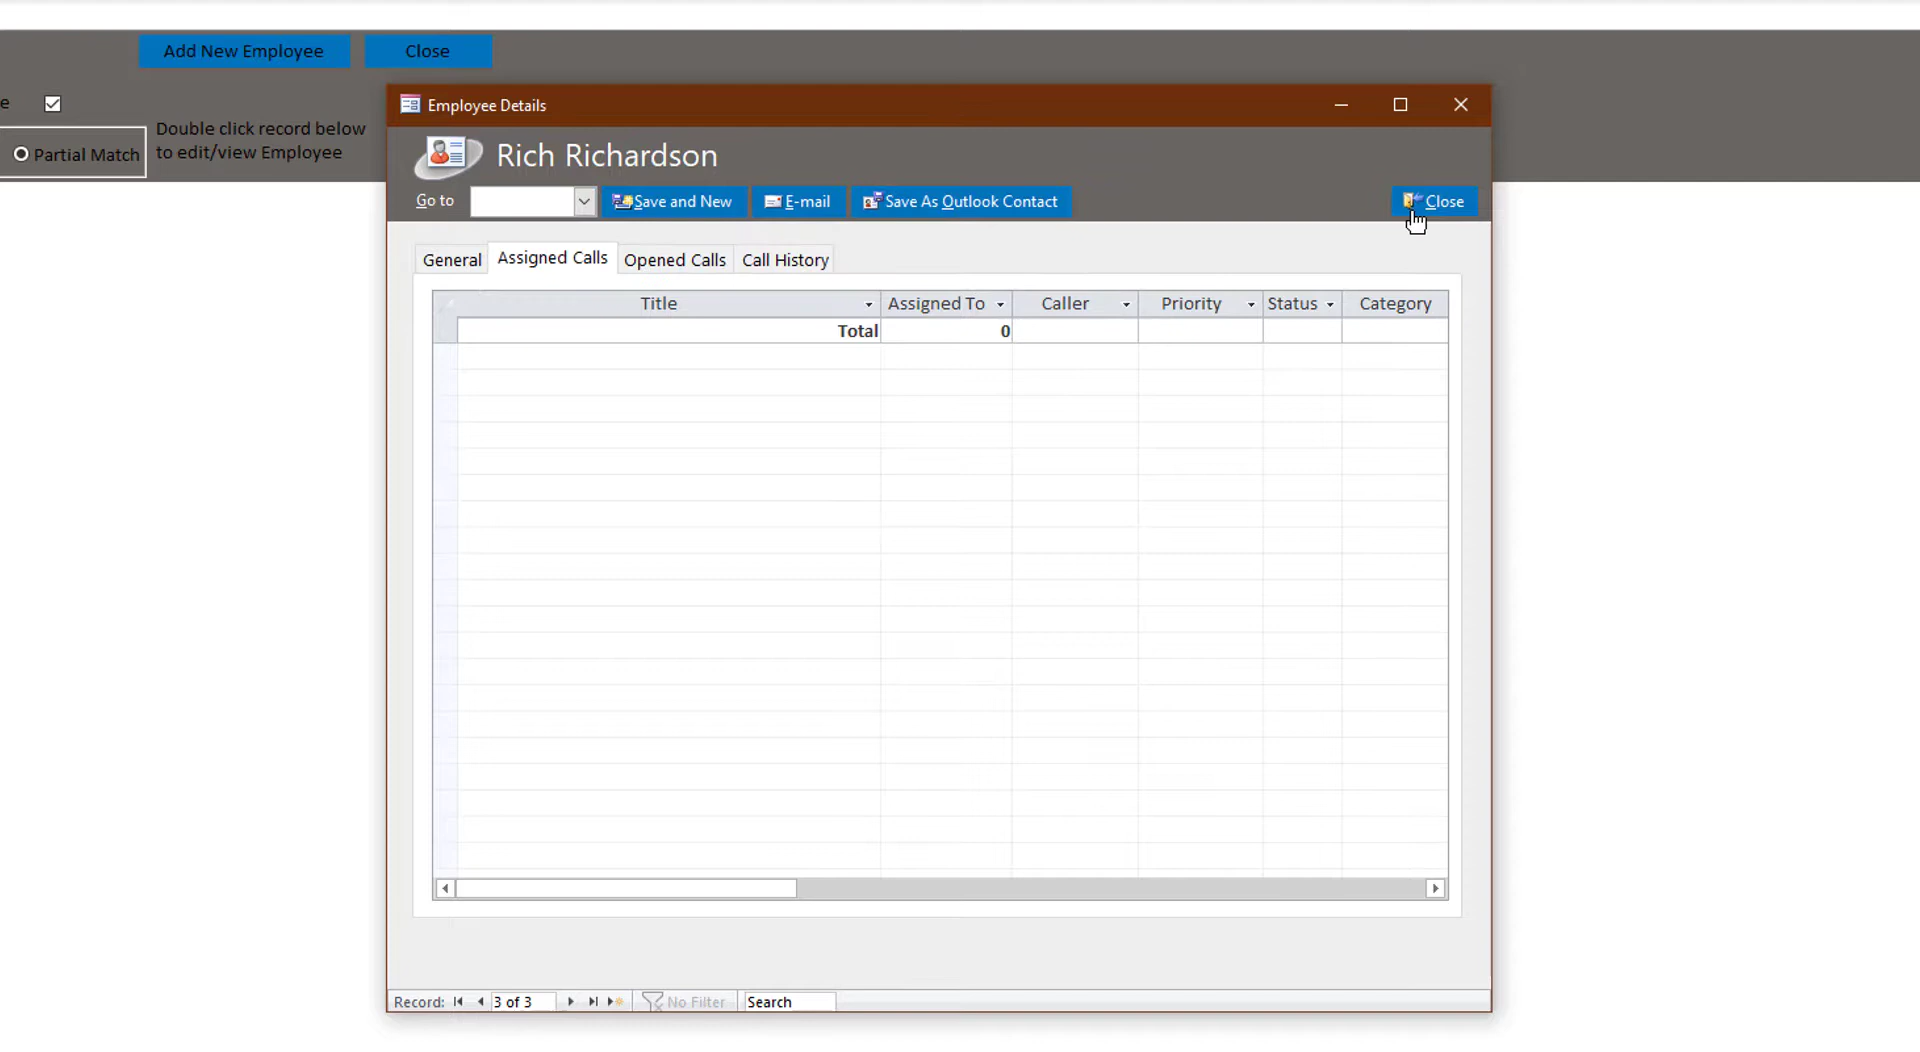 Add New Employee Close
e
Partial Match
Double click record below
to edit/view Employee
Employee Details
Rich Richardson
Go to Save and New E-mail Save As Outlook Contact Close
General Assigned Calls Opened Calls Call History
Title Assigned To Caller Priority Status Category
Total 0
Record: 3 of 3 No Filter Search